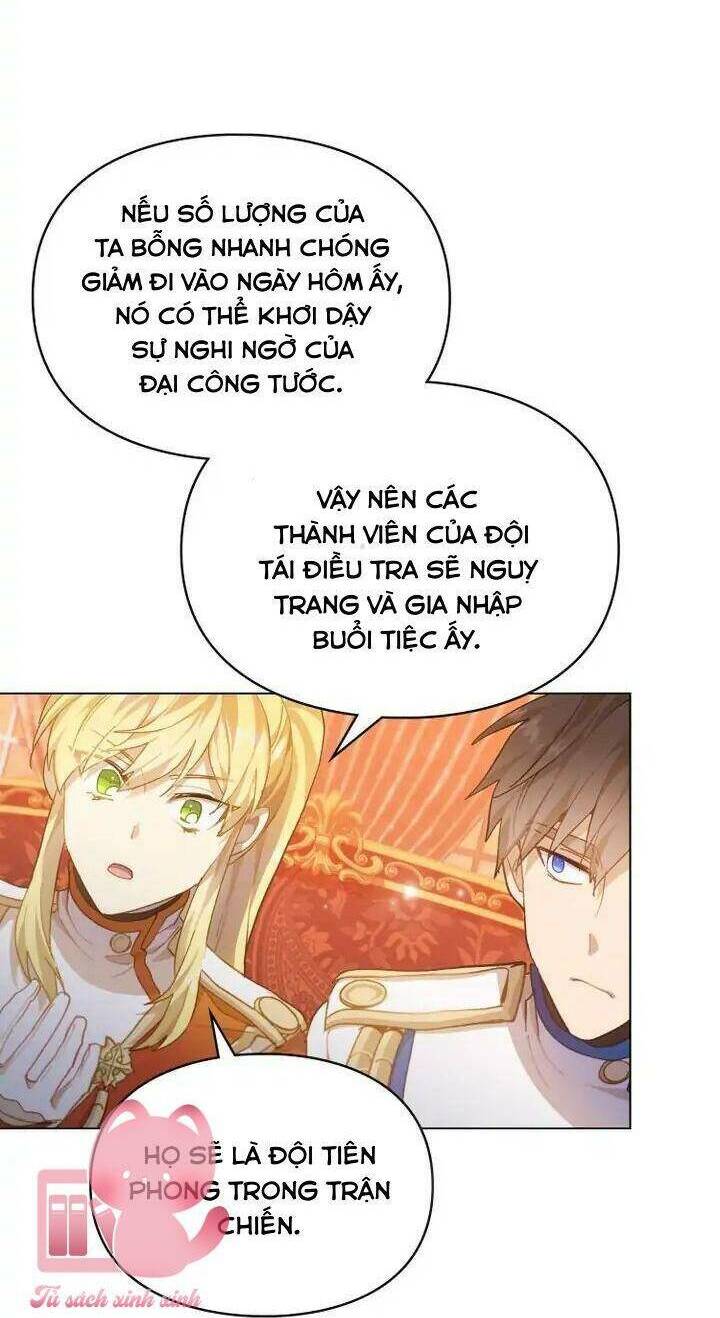 NẾU SỐ LƯỢNG CỦA
TA BỖNG NHANH CHÓNG
GIẢM ĐI VÀO NGÀY HÔM ẤY,
NÓ CÓ THỂ KHƠI DẬY
SỰ NGHI NGỜ CỦA
ĐẠI CÔNG TƯỚC.
VẬY NÊN CÁC
THÀNH VIÊN CỦA ĐỘI
TÁI ĐIỀU TRA SẼ NGUỴ
TRANG VÀ GIA NHẬP
BUỔI TIỆC ẤY.
HỌ SẼ LÀ ĐỘI TIÊN
PHONG TRONG TRẬN
CHIẾN.
Tủ sách xinh xinh